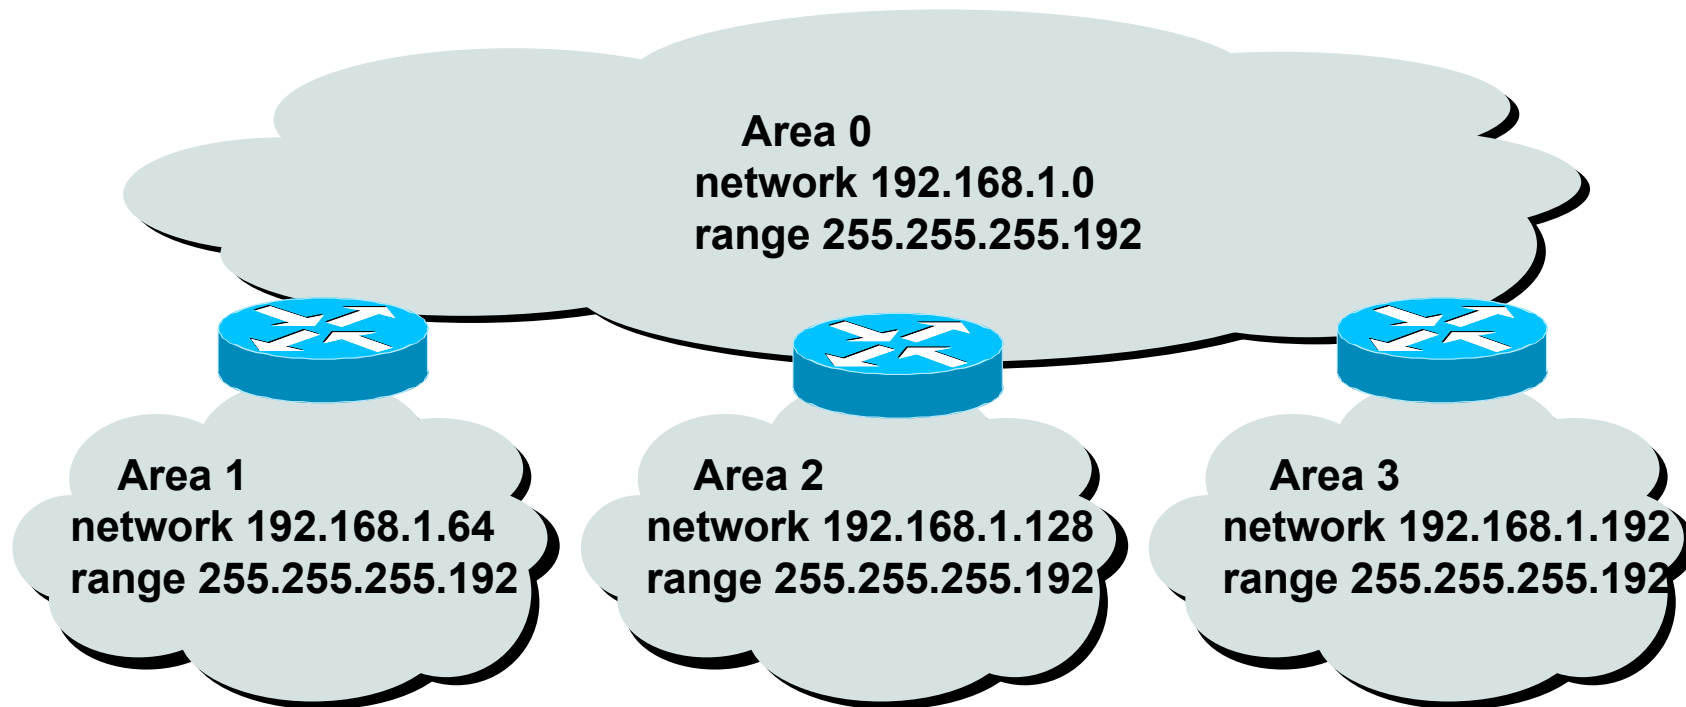 Area 0
network 192.168.1.0
range 255.255.255.192
Area 1
network 192.168.1.64
range 255.255.255.192
Area 2
network 192.168.1.128
range 255.255.255.192
Area 3
network 192.168.1.192
range 255.255.255.192